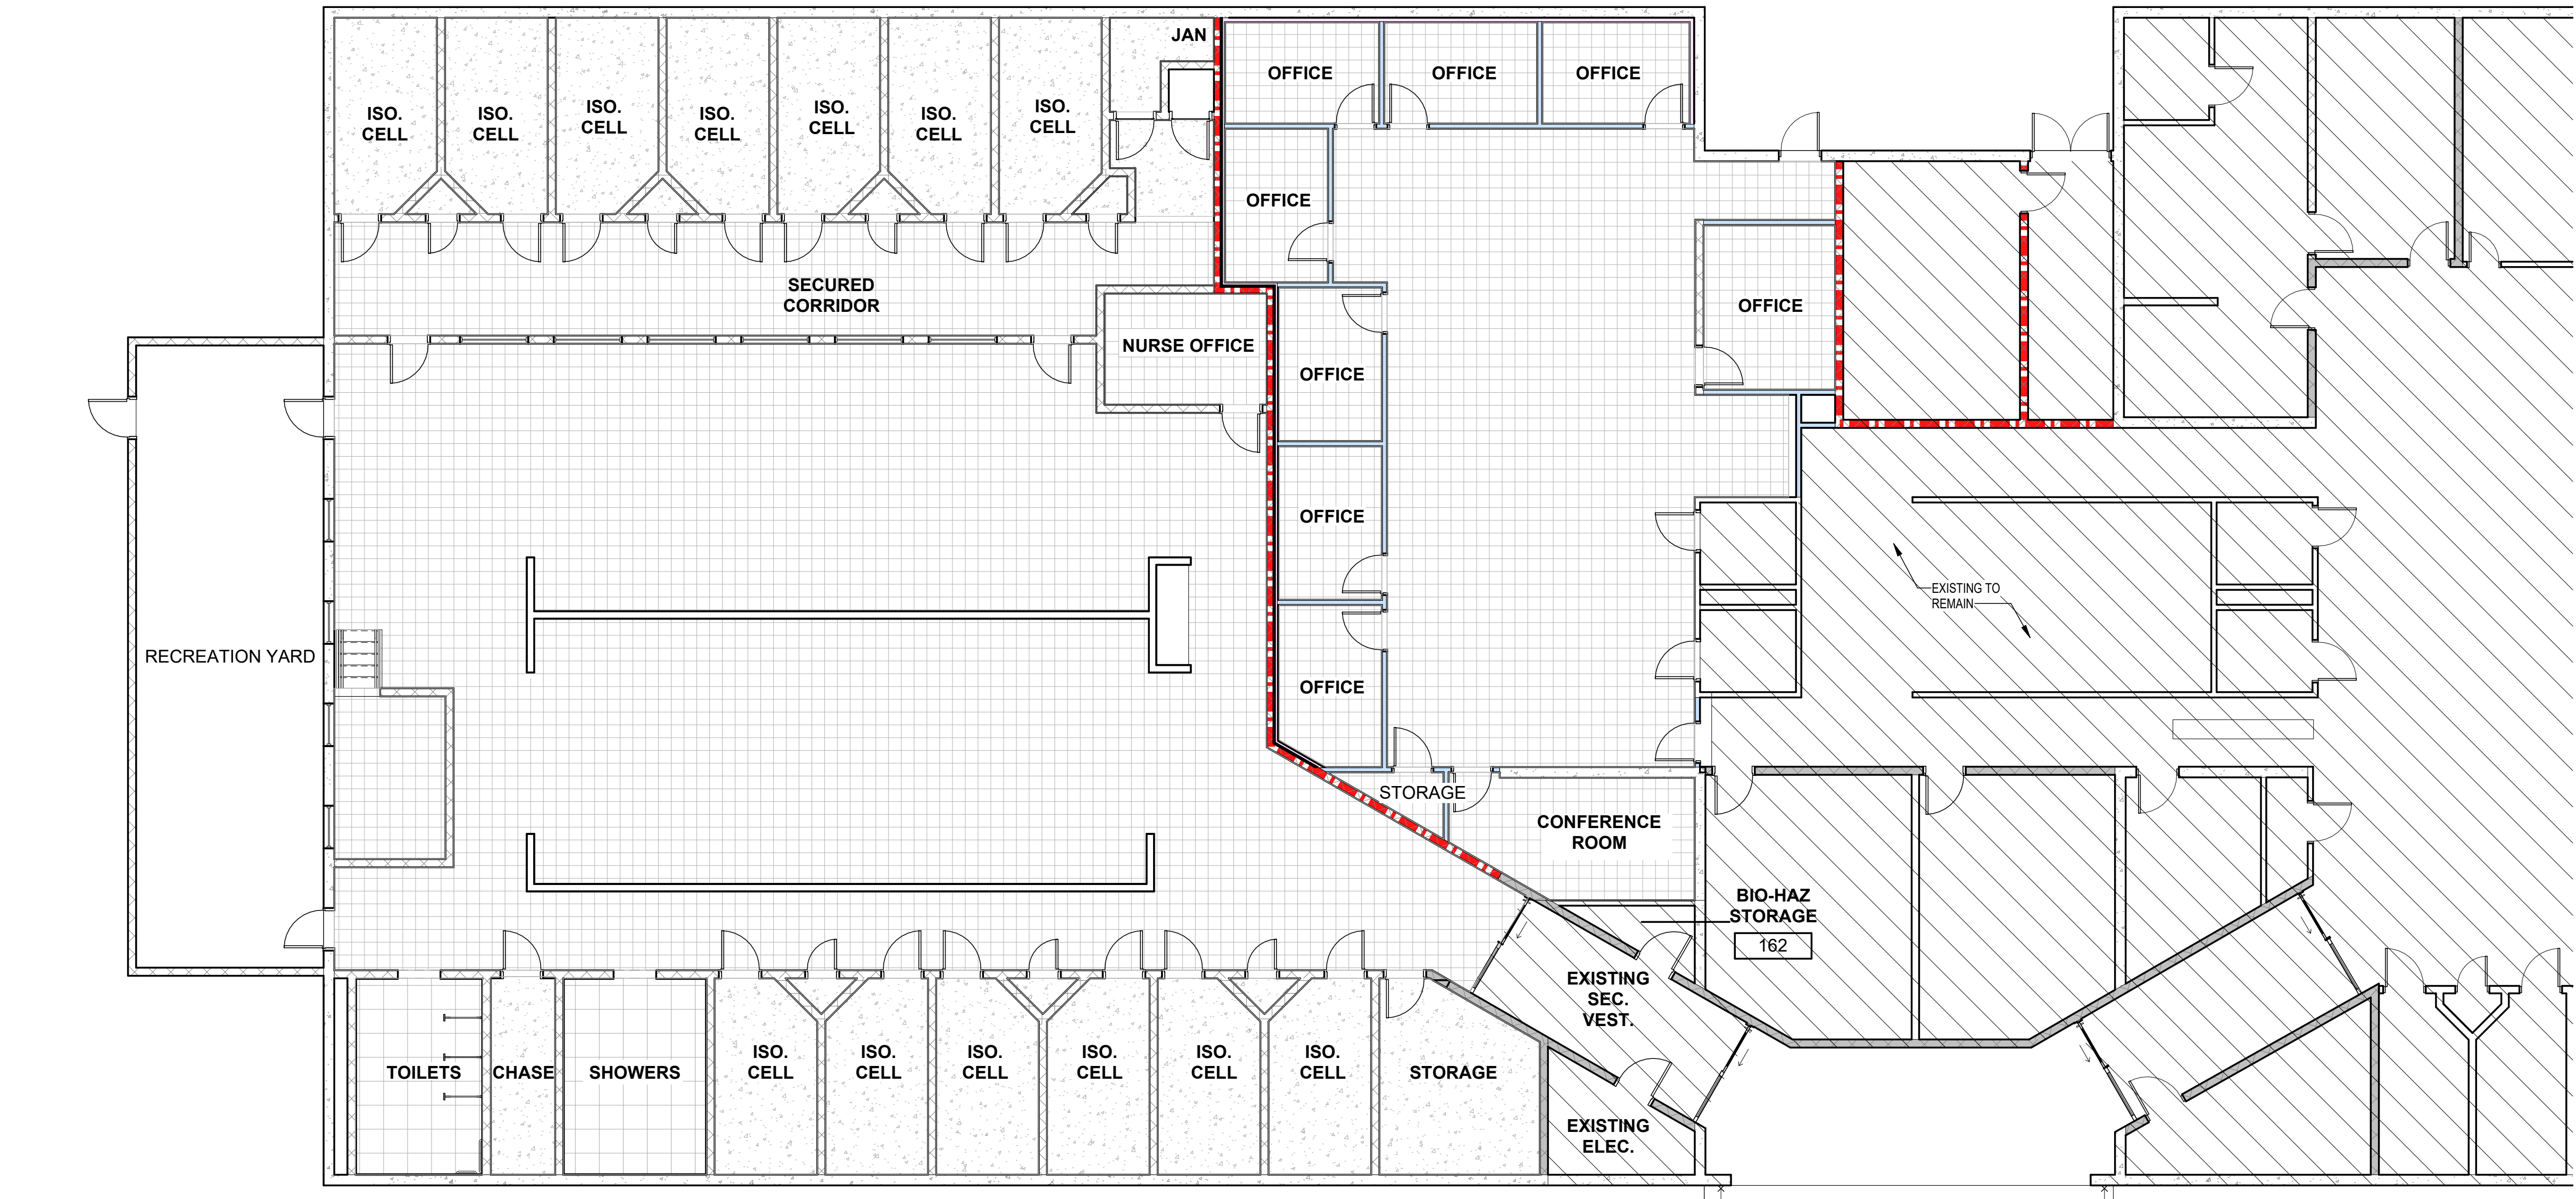 JAN
OFFICE
OFFICE
OFFICE
ISO.
CELL
ISO.
CELL
ISO.
CELL
ISO.
CELL
ISO.
CELL
ISO.
CELL
ISO.
CELL
OFFICE
SECURED
CORRIDOR
OFFICE
NURSE OFFICE
OFFICE
OFFICE
EXISTING TO
REMAIN
RECREATION YARD
OFFICE
STORAGE
CONFERENCE
ROOM
BIO-HAZ
STORAGE
162
EXISTING
SEC.
VEST.
TOILETS
CHASE
SHOWERS
ISO.
CELL
ISO.
CELL
ISO.
CELL
ISO.
CELL
ISO.
CELL
ISO.
CELL
STORAGE
EXISTING
ELEC.